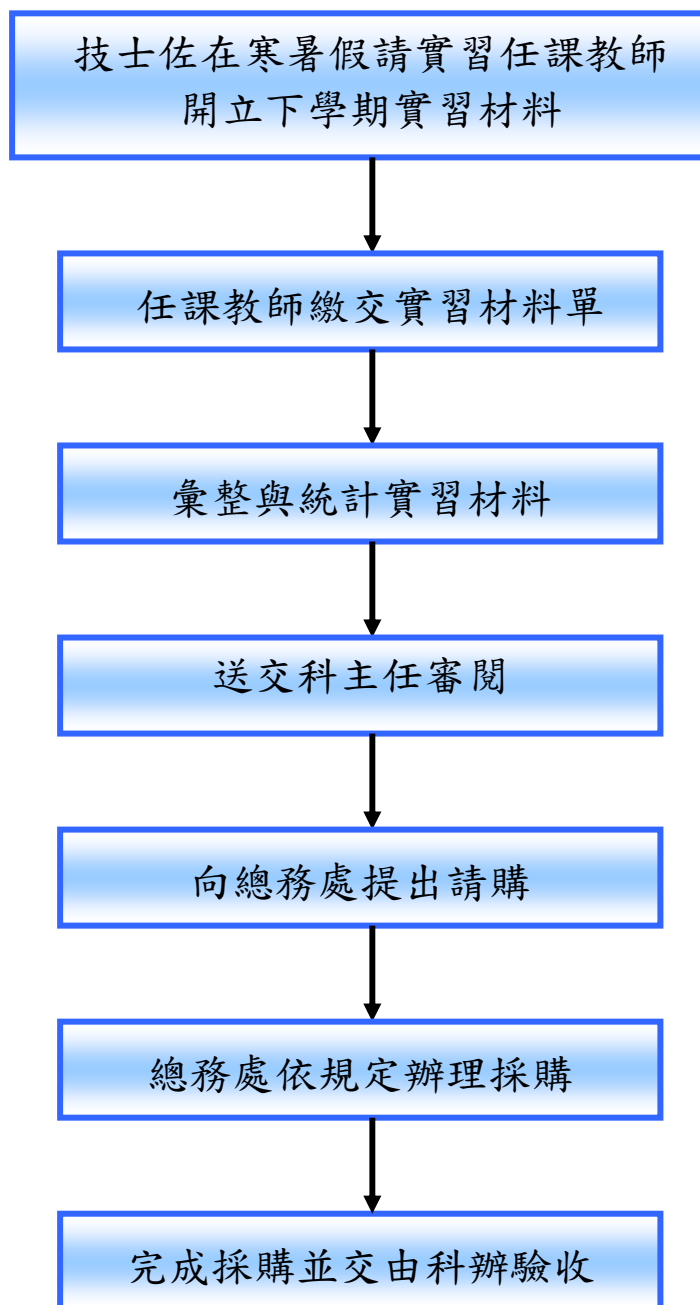 技士佐在寒暑假請實習任課教師
開立下學期實習材料
任課教師繳交實習材料單
彙整與統計實習材料
送交科主任審閱
向總務處提出請購
總務處依規定辦理採購
完成採購並交由科辦驗收